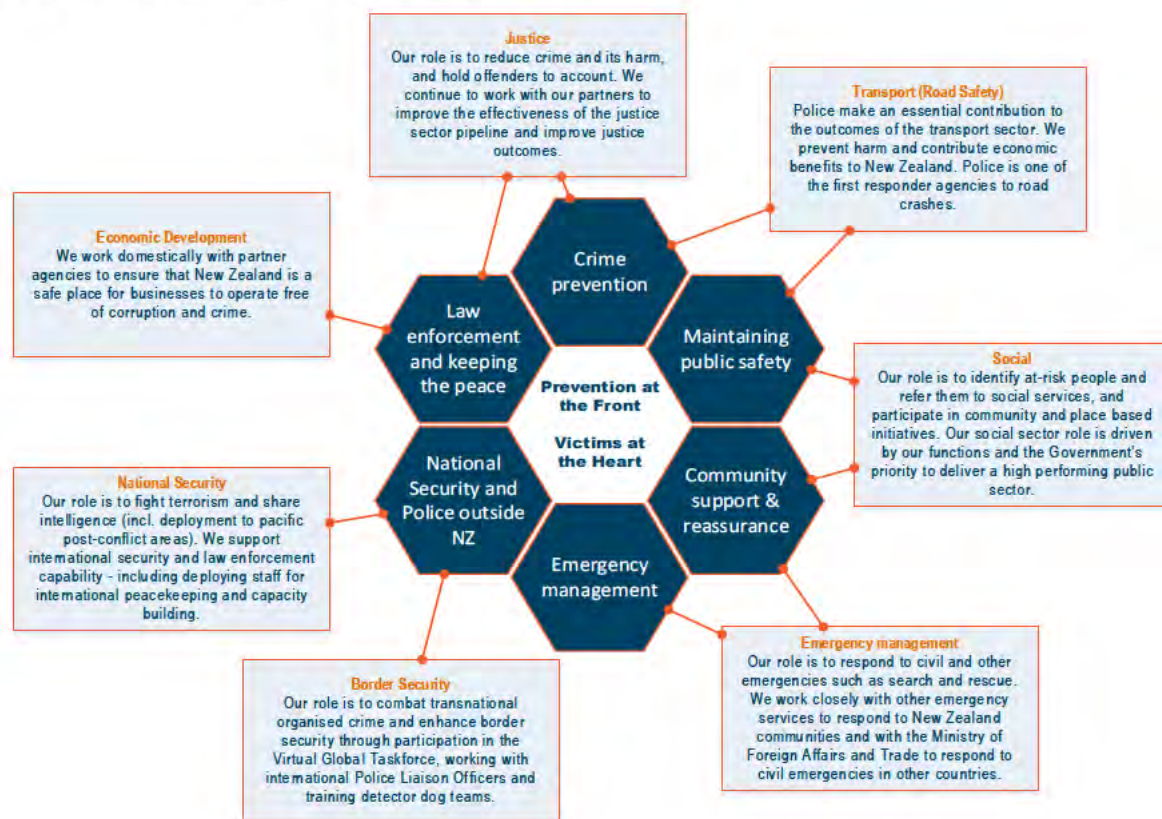 Justice
Our role is to reduce crime and its harm,
and hold offenders to account. We
continue to work with our partners to
improve the effectiveness of the justice
sector pipeline and improve justice
outcomes.
Transport (Road Safety)
Police make an essential contribution to
the outcomes of the transport sector. We
prevent harm and contribute economic
benefits to New Zealand. Police is one of
the first responder agencies to road
crashes.
Economic Development
We work domestically with partner
agencies to ensure that New Zealand is a
safe place for businesses to operate free
of corruption and crime.
Crime
prevention
Law
enforcement
and keeping
the peace
Maintaining
public safety
Prevention at
the Front
Victims at
the Heart
Social
Our role is to identify at-risk people and
refer them to social services, and
participate in community and place based
initiatives. Our social sector role is driven
by our functions and the Government's
priority to deliver a high performing public
sector.
National Security
Our role is to fight terrorism and share
intelligence (incl. deployment to pacific
post-conflict areas). We support
international security and law enforcement
capability - including deploying staff for
international peacekeeping and capacity
building.
National
Security and
Police outside
NZ
Community
support &
reassurance
Emergency
management
Emergency management
Our role is to respond to civil and other
emergencies such as search and rescue.
We work closely with other emergency
services to respond to New Zealand
communities and with the Ministry of
Foreign Affairs and Trade to respond to
civil emergencies in other countries.
Border Security
Our role is to combat transnational
organised crime and enhance border
security through participation in the
Virtual Global Taskforce, working with
international Police Liaison Officers and
training detector dog teams.